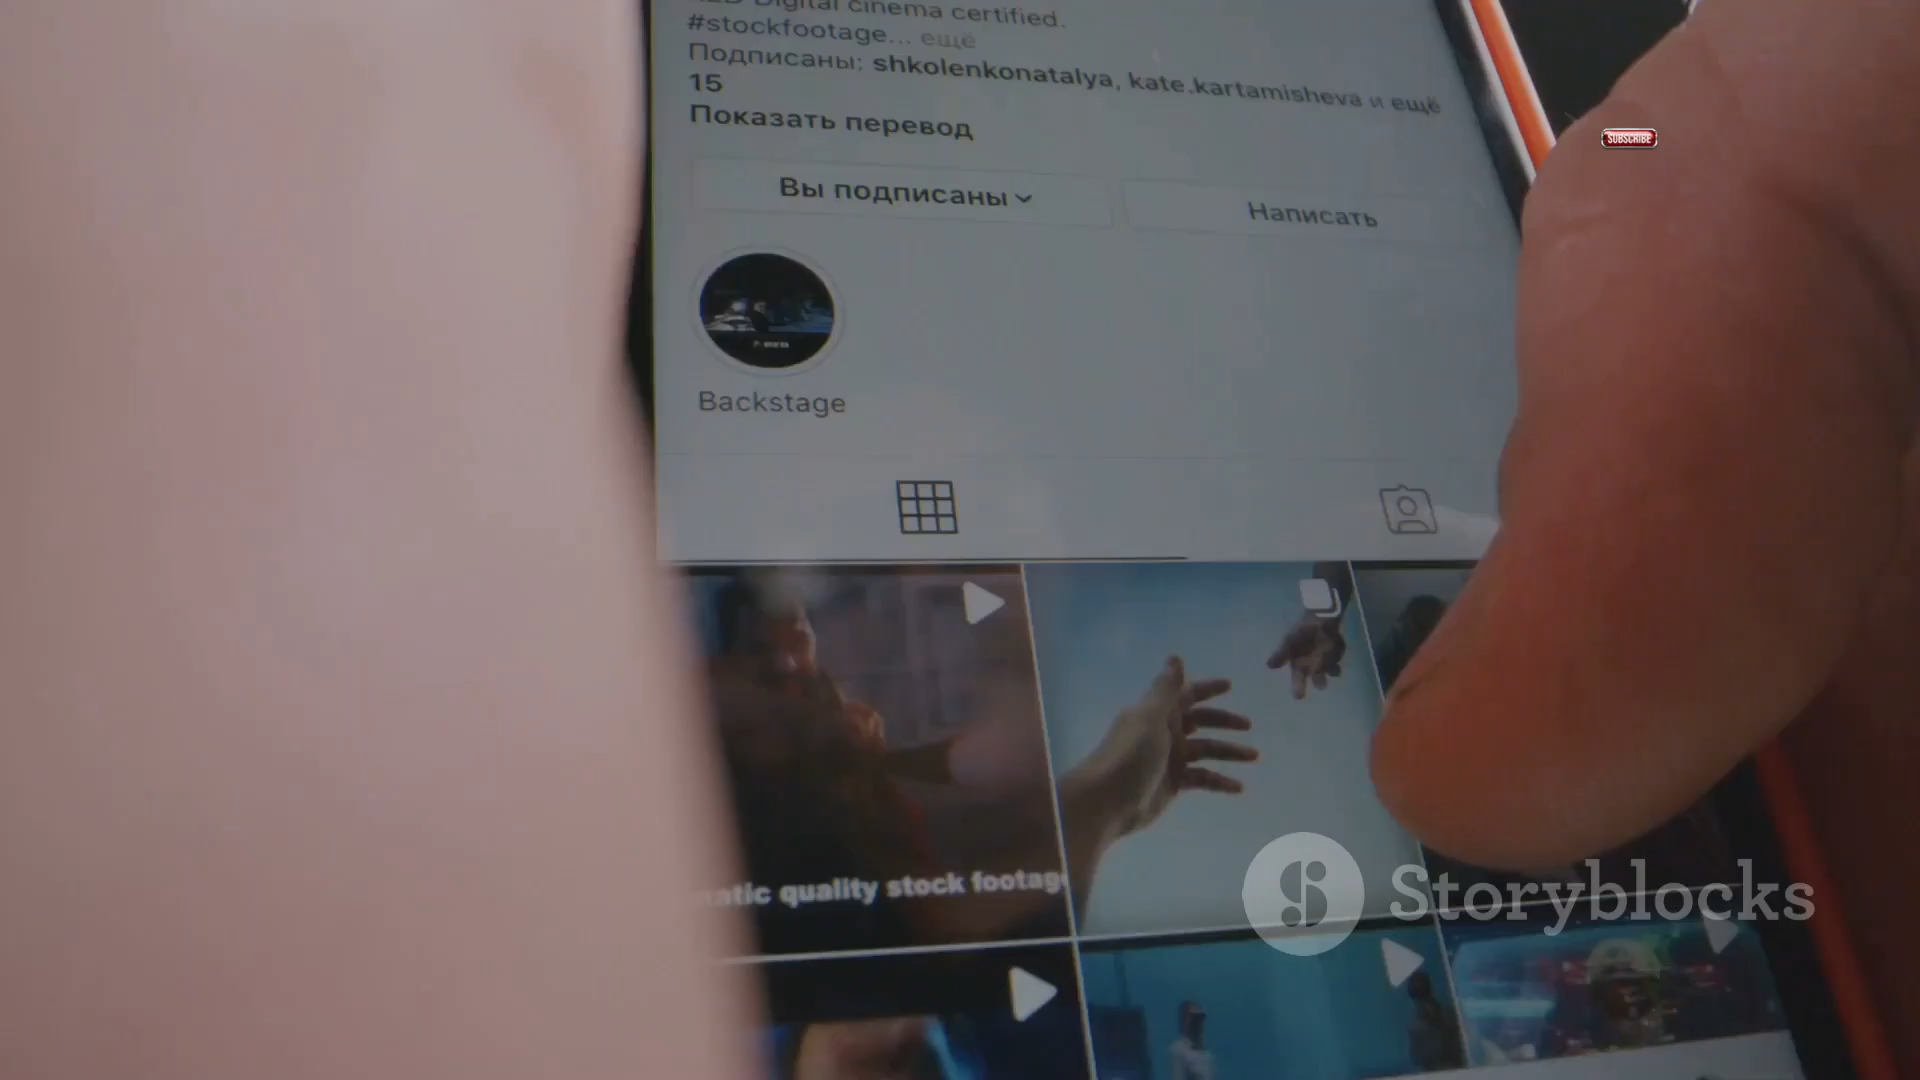 Digital cinema certified.
#stockfootage... ещё
Подписаны: shkolenkonatalya, kate.kartamisheva и ещё
15
Показать перевод
SUBSCRIBE
Вы подписаны
Написать
Backstage
quality stock footage
Storyblocks